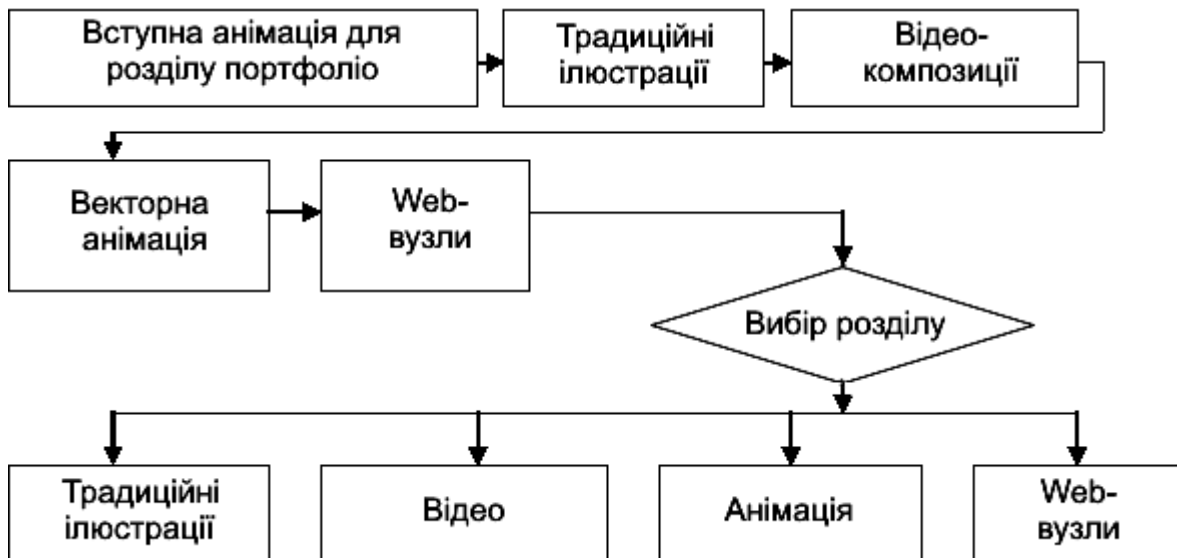 Вступна анімація для
розділу портфоліо
Традиційні
ілюстрації
Відео-
композиції
Векторна
анімація
Web-
вузли
Вибір розділу
Традиційні
ілюстрації
Відео
Анімація
Web-
вузли